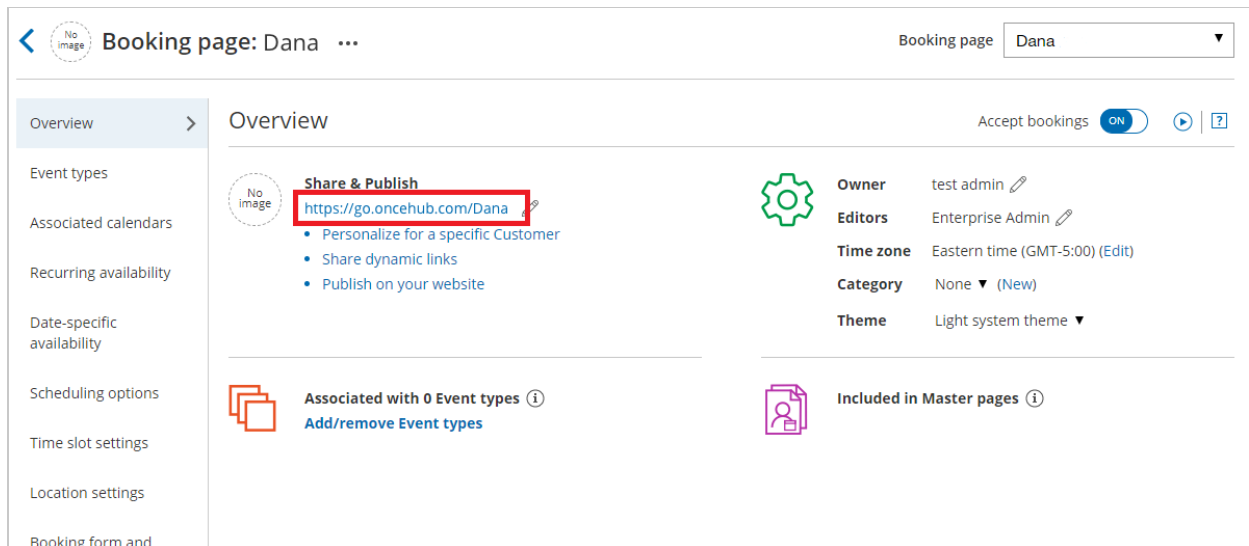 No image
Booking page: Dana ...
Booking page
Dana
Overview
Event types
Associated calendars
Recurring availability
Date-specific
availability
Scheduling options
Time slot settings
Location settings
Booking form and
Overview
Accept bookings
ON
?
No image
Share & Publish
https://go.oncehub.com/Dana
• Personalize for a specific Customer
• Share dynamic links
• Publish on your website
Owner test admin
Editors Enterprise Admin
Time zone Eastern time (GMT-5:00) (Edit)
Category None ▼ (New)
Theme Light system theme ▼
Associated with 0 Event types i
Add/remove Event types
Included in Master pages i